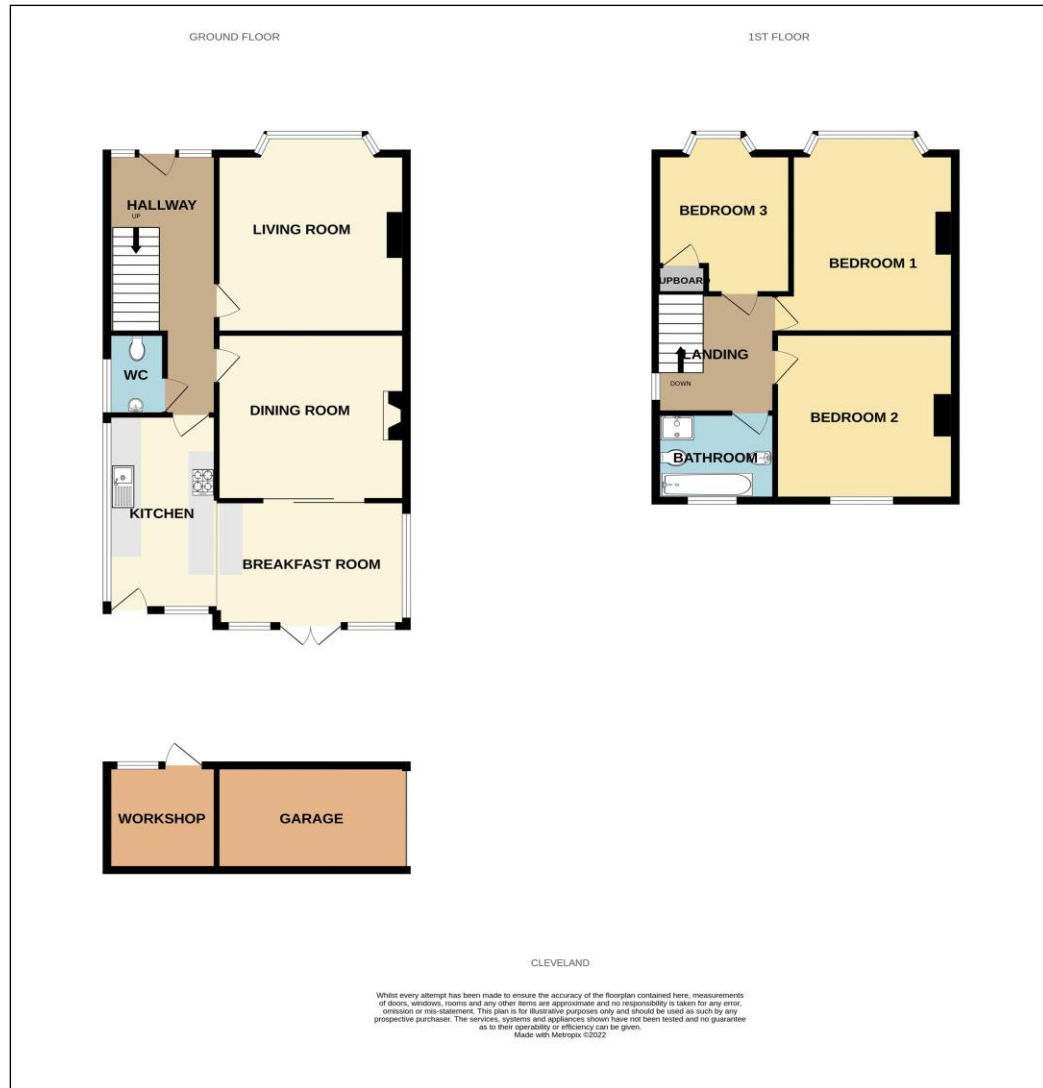 GROUND FLOOR
1ST FLOOR
HALLWAY
UP
LIVING ROOM
WC
DINING ROOM
KITCHEN
BREAKFAST ROOM
WORKSHOP
GARAGE
BEDROOM 3
BEDROOM 1
UPBOARD
LANDING
DOWN
BEDROOM 2
BATHROOM
CLEVELAND
Whilst every attempt has been made to ensure the accuracy of the floorplan contained here, measurements
of doors, windows, rooms and any other items are approximate and no responsibility is taken for any error,
omission or mis-statement. This plan is for illustrative purposes only and should be used as such by any
prospective purchaser. The services, systems and appliances shown have not been tested and no guarantee
as to their operability or efficiency can be given.
Made with Metropix ©2022